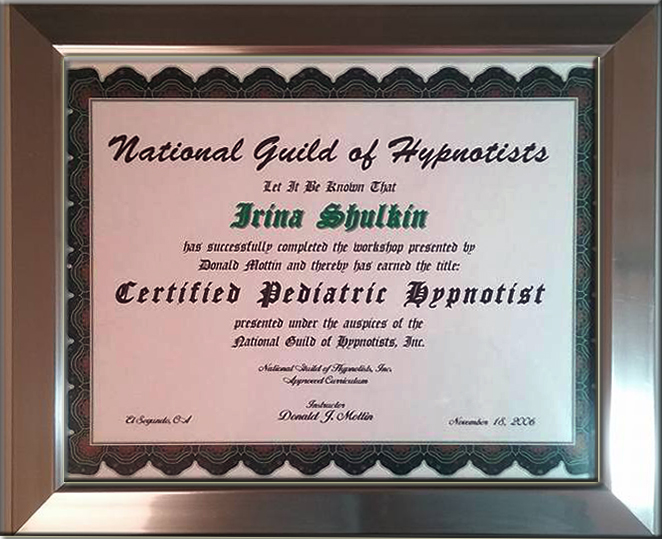 National Guild of Hypnotists
Let It Be Known That
Irina Shulkin
has successfully completed the workshop presented by
Donald Mottin and thereby has earned the title:
Certified Pediatric Hypnotist
presented under the auspices of the
National Guild of Hypnotists, Inc.
National Guild of Hypnotists, Inc.
Approved Curriculum
Instructor
Donald J. Mottin
El Segundo, CA
November 18, 2006